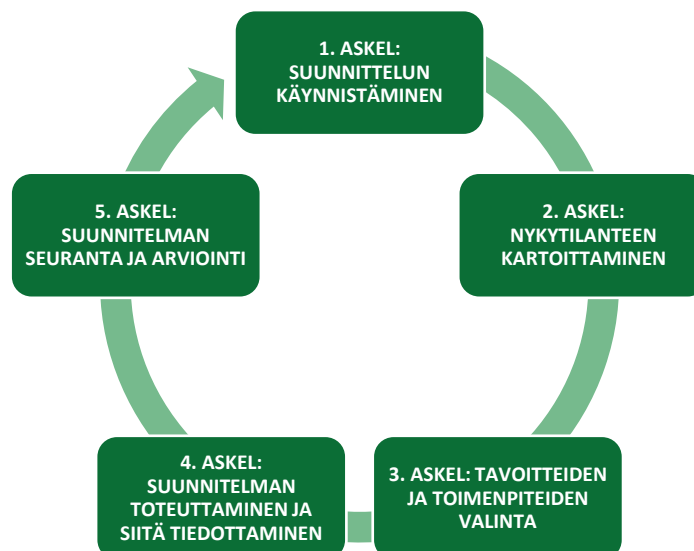 1. ASKEL:
SUUNNITTELUN
KÄYNNISTÄMINEN
2. ASKEL:
NYKYTILANTEEN
KARTOITTAMINEN
3. ASKEL: TAVOITTEIDEN
JA TOIMENPITEIDEN
VALINTA
4. ASKEL:
SUUNNITELMAN
TOTEUTTAMINEN JA
SIITÄ TIEDOTTAMINEN
5. ASKEL:
SUUNNITELMAN
SEURANTA JA ARVIOINTI